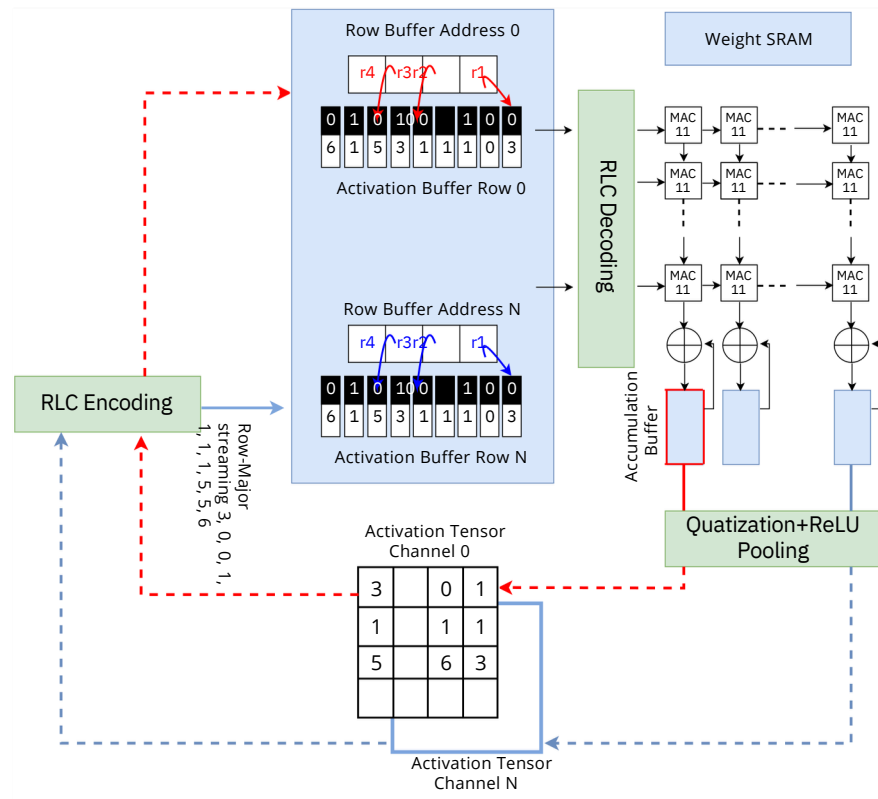 Row Buffer Address 0
r4 r3 r2 r1
0 1 0 10 0 1 0 0
6 1 5 3 1 1 1 0 3
Activation Buffer Row 0
Row Buffer Address N
r4 r3 r2 r1
0 1 0 10 0 1 0 0
6 1 5 3 1 1 1 0 3
Activation Buffer Row N
RLC Encoding
Row-Major
streaming 3, 0, 0, 1,
1, 1, 1, 5, 5, 6
RLC Decoding
Weight SRAM
MAC MAC MAC
11 11 11
MAC MAC MAC
11 11 11
MAC MAC MAC
11 11 11
Accumulation
Buffer
Quatization+ReLU
Pooling
Activation Tensor
Channel 0
3 0 1
1 1 1
5 6 3
Activation Tensor
Channel N